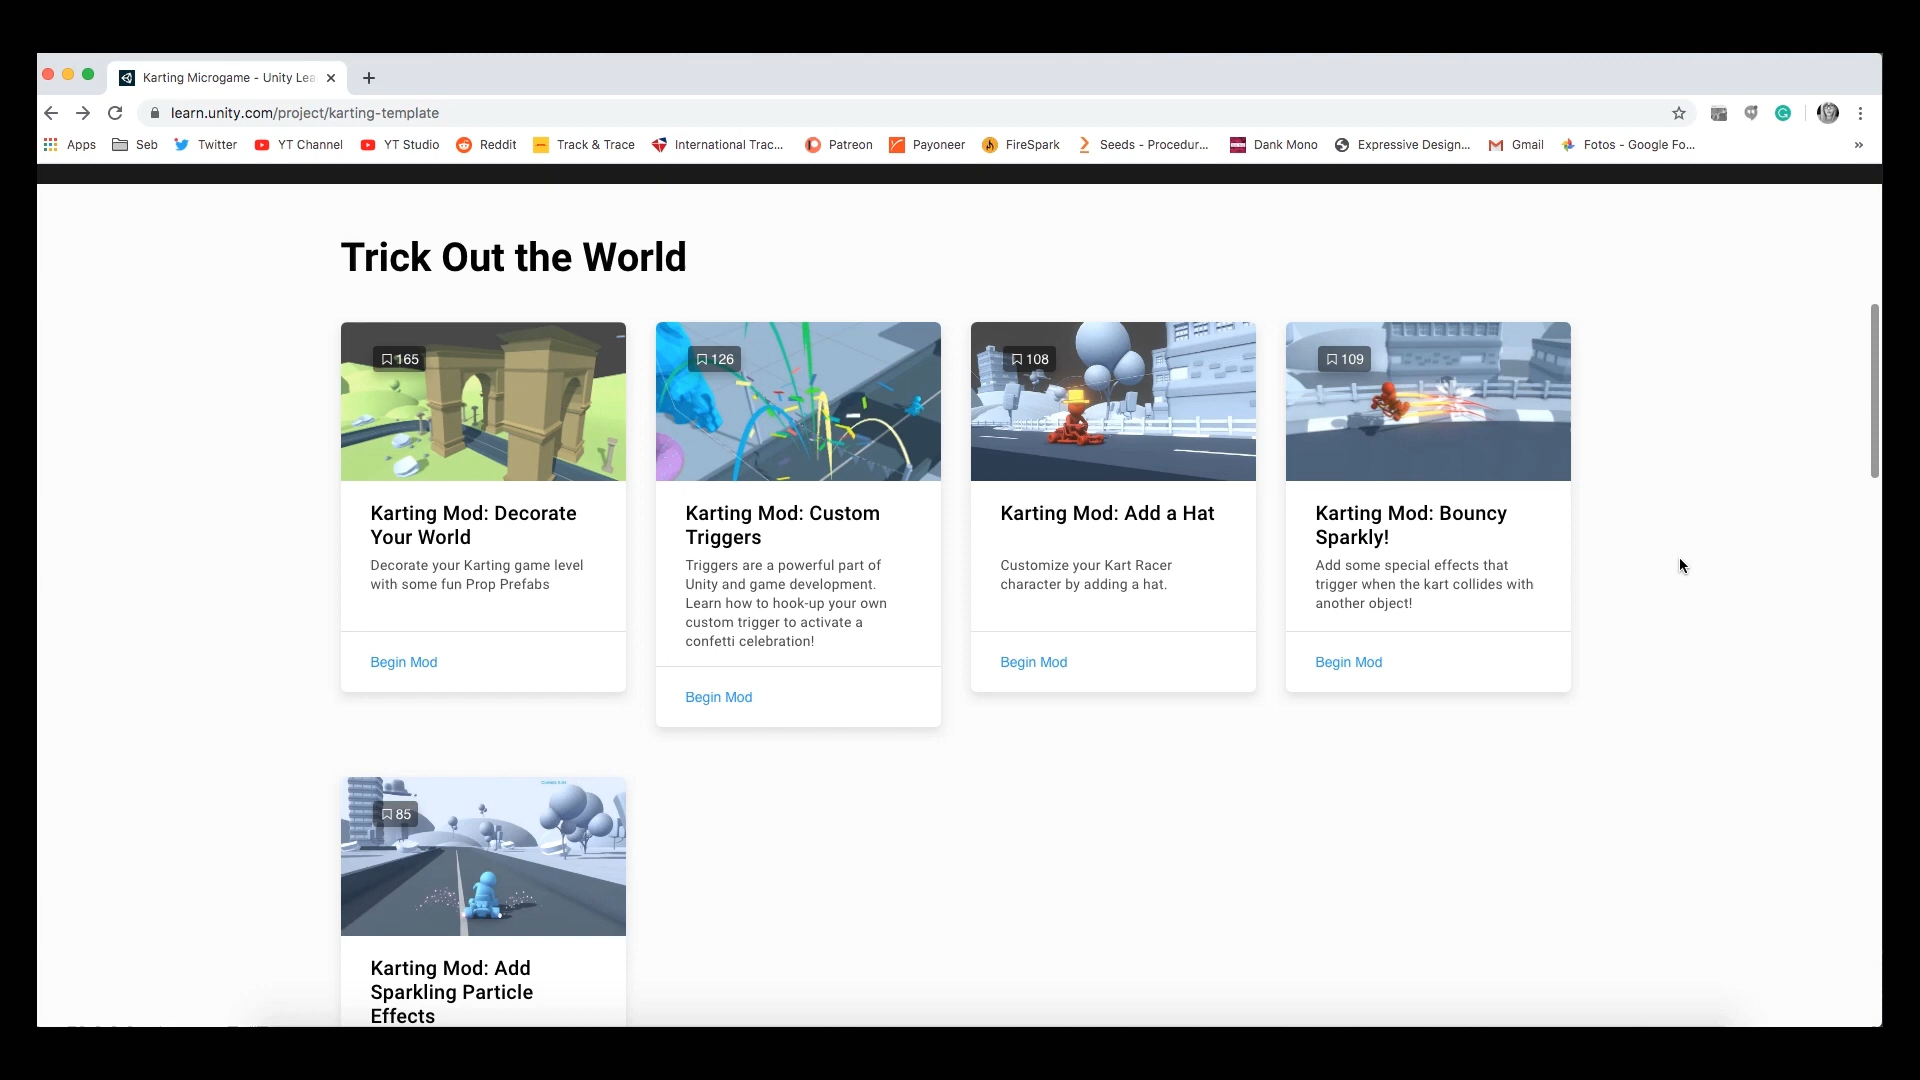 Karting Microgame - Unity Lea
learn.unity.com/project/karting-template
Apps Seb Twitter YT Channel YT Studio Reddit Track & Trace International Trac... Patreon Payoneer FireSpark Seeds - Procedur... Dank Mono Expressive Design... Gmail Fotos - Google Fo... »
Trick Out the World
165
126
108
109
Karting Mod: Decorate
Your World
Decorate your Karting game level
with some fun Prop Prefabs
Begin Mod
Karting Mod: Custom
Triggers
Triggers are a powerful part of
Unity and game development.
Learn how to hook-up your own
custom trigger to activate a
confetti celebration!
Begin Mod
Karting Mod: Add a Hat
Customize your Kart Racer
character by adding a hat.
Begin Mod
Karting Mod: Bouncy
Sparkly!
Add some special effects that
trigger when the kart collides with
another object!
Begin Mod
85
Karting Mod: Add
Sparkling Particle
Effects